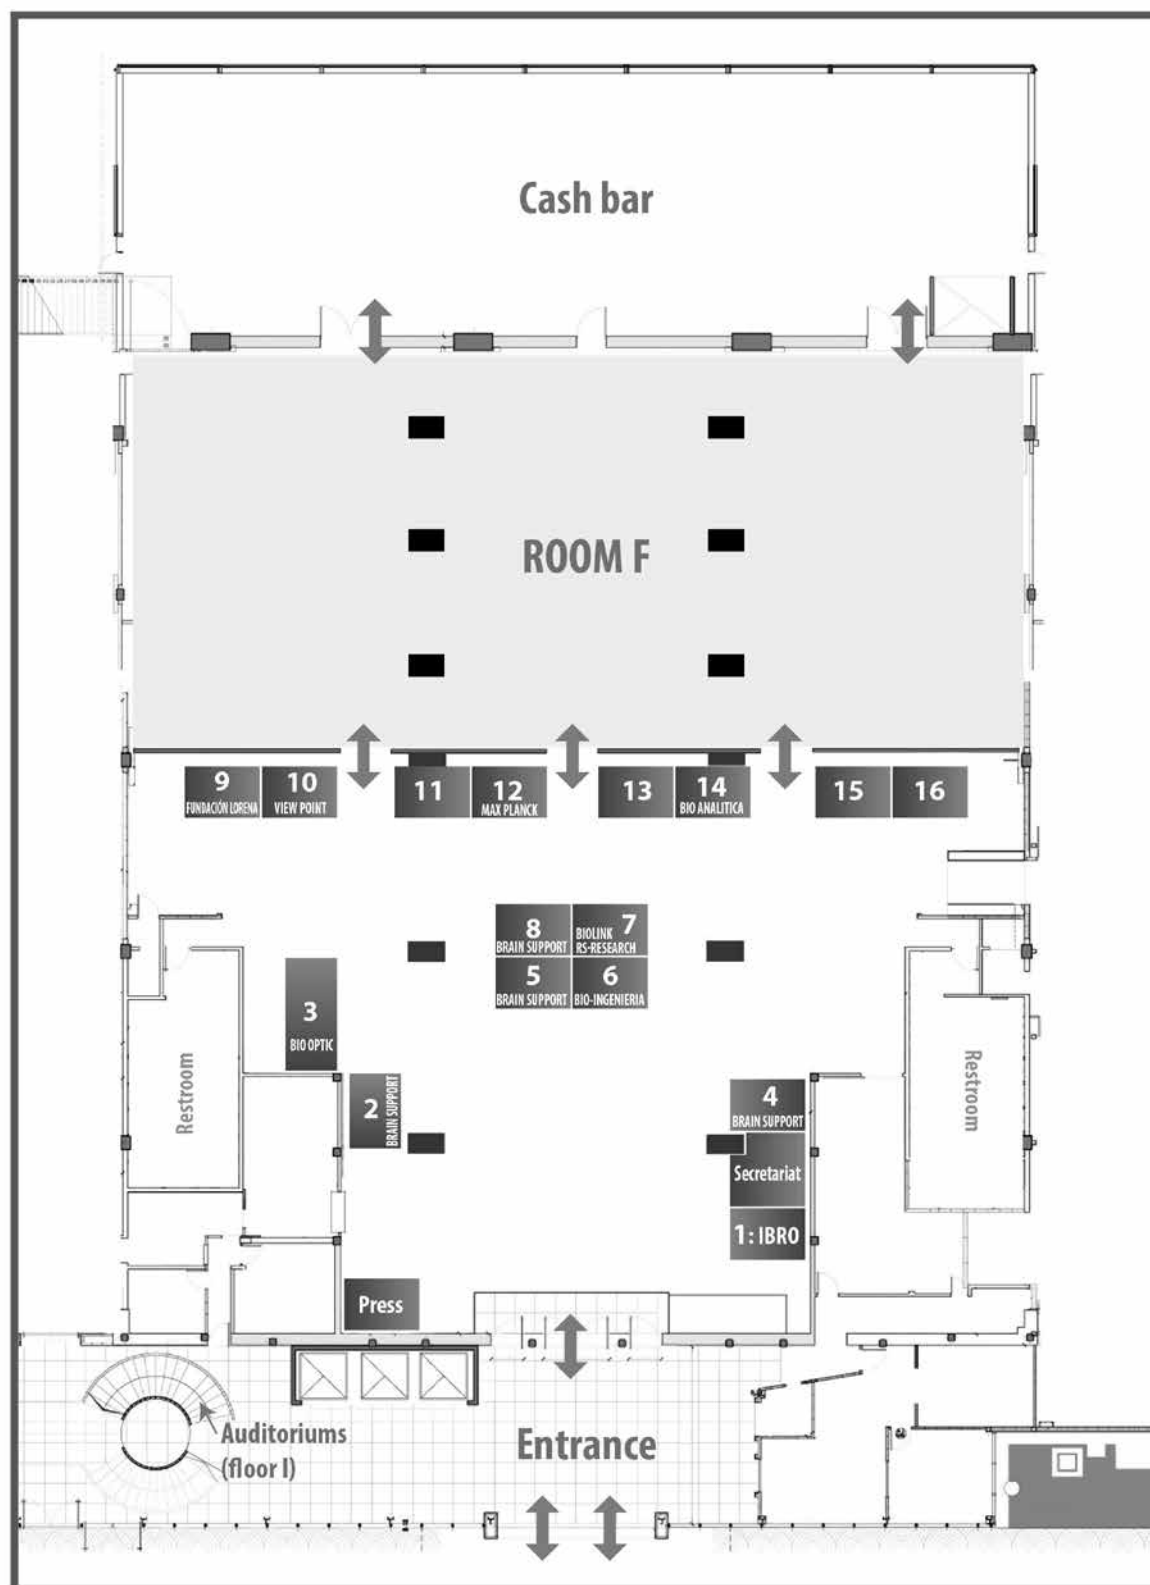 Cash bar
ROOM F
9
FUNDACIÓN LORENA
10
VIEW POINT
11
12
MAX PLANCK
13
14
BIO ANALITICA
15
16
8
BRAIN SUPPORT
BIOLINK 7
RS-RESEARCH
5
BRAIN SUPPORT
6
BIO-INGENIERIA
3
BIO OPTIC
Restroom
2
BRAIN SUPPORT
4
BRAIN SUPPORT
Restroom
Secretariat
1: IBRO
Press
Auditoriums
(floor I)
Entrance